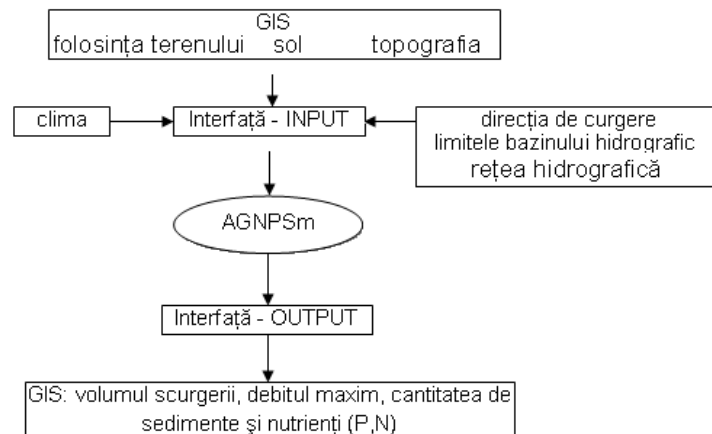 GIS
folosința terenului sol topografia
clima
Interfață - INPUT
direcția de curgere
limitele bazinului hidrografic
rețea hidrografică
AGNPSm
Interfață - OUTPUT
GIS: volumul scurgerii, debitul maxim, cantitatea de
sedimente şi nutrienți (P,N)